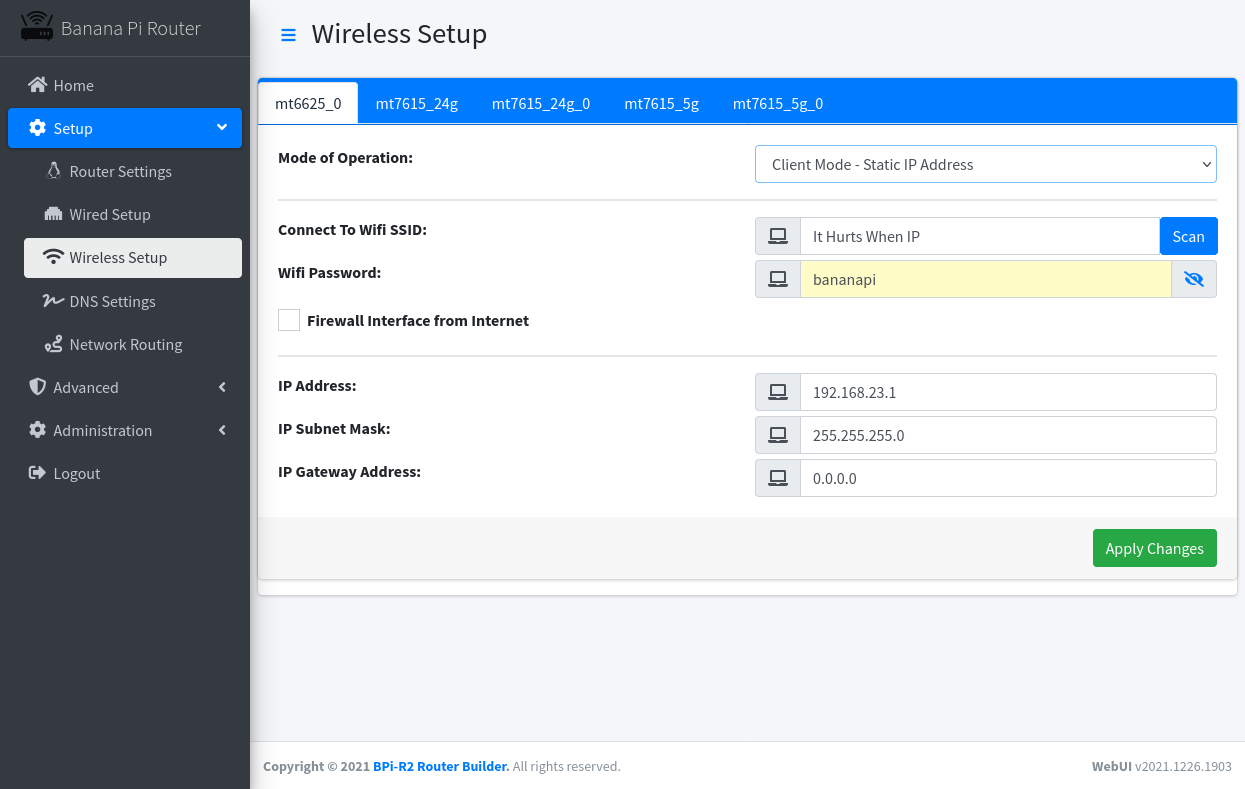 Banana Pi Router
Wireless Setup
Home
Setup
Router Settings
Wired Setup
Wireless Setup
DNS Settings
Network Routing
Advanced
Administration
Logout
mt6625_0 mt7615_24g mt7615_24g_0 mt7615_5g mt7615_5g_0
Mode of Operation: Client Mode - Static IP Address
Connect To Wifi SSID: It Hurts When IP Scan
Wifi Password: bananapi
Firewall Interface from Internet
IP Address: 192.168.23.1
IP Subnet Mask: 255.255.255.0
IP Gateway Address: 0.0.0.0
Apply Changes
Copyright © 2021 BPi-R2 Router Builder. All rights reserved. WebUI v2021.1226.1903